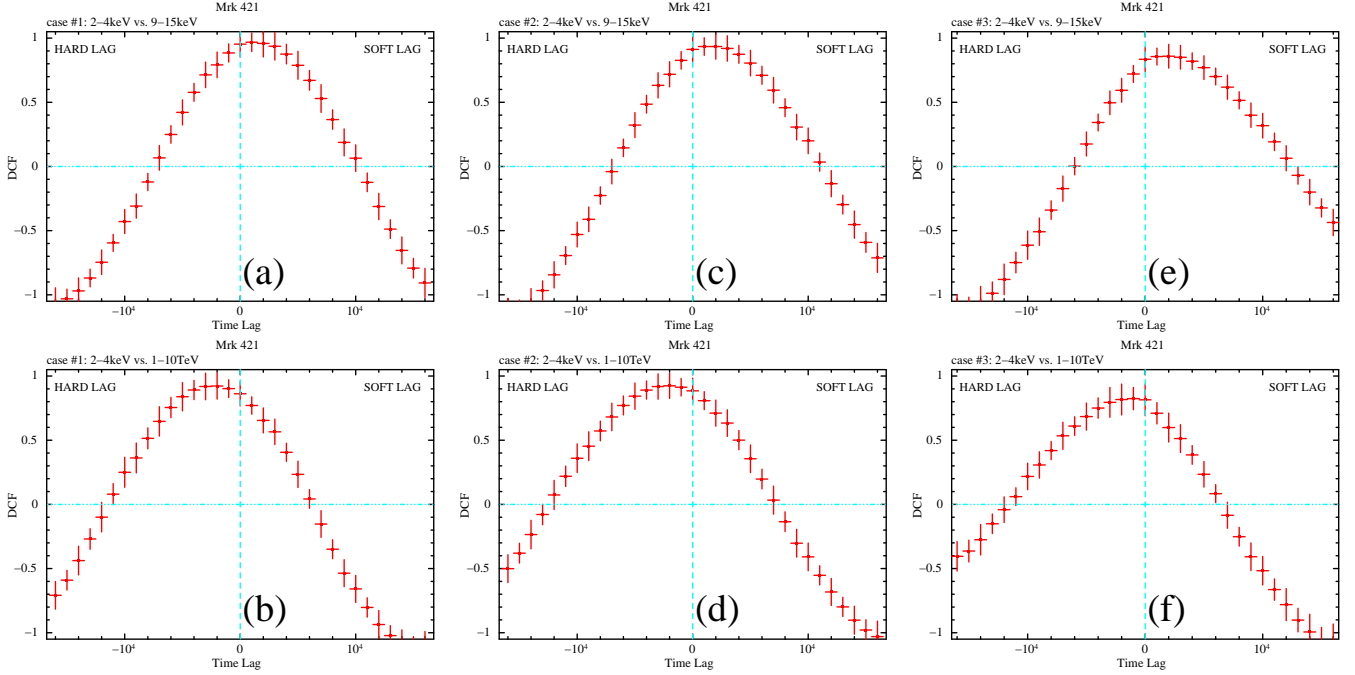 Mrk 421
case #1: 2−4keV vs. 9−15keV
HARD LAG
SOFT LAG
DCF
1
0.5
0
−0.5
−1
(a)
−10⁴
0
10⁴
Time Lag
Mrk 421
case #2: 2−4keV vs. 9−15keV
HARD LAG
SOFT LAG
DCF
1
0.5
0
−0.5
−1
(c)
−10⁴
0
10⁴
Time Lag
Mrk 421
case #3: 2−4keV vs. 9−15keV
HARD LAG
SOFT LAG
DCF
1
0.5
0
−0.5
−1
(e)
−10⁴
0
10⁴
Time Lag
Mrk 421
case #1: 2−4keV vs. 1−10TeV
HARD LAG
SOFT LAG
DCF
1
0.5
0
−0.5
−1
(b)
−10⁴
0
10⁴
Time Lag
Mrk 421
case #2: 2−4keV vs. 1−10TeV
HARD LAG
SOFT LAG
DCF
1
0.5
0
−0.5
−1
(d)
−10⁴
0
10⁴
Time Lag
Mrk 421
case #3: 2−4keV vs. 1−10TeV
HARD LAG
SOFT LAG
DCF
1
0.5
0
−0.5
−1
(f)
−10⁴
0
10⁴
Time Lag